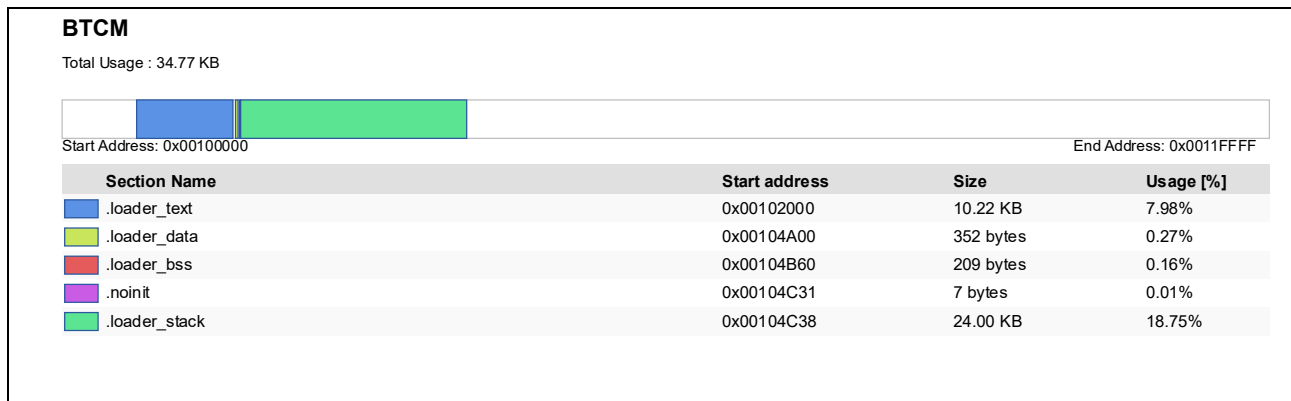 BTCM
Total Usage : 34.77 KB
Start Address: 0x00100000 End Address: 0x0011FFFF
Section Name Start address Size Usage [%]
.loader_text 0x00102000 10.22 KB 7.98%
.loader_data 0x00104A00 352 bytes 0.27%
.loader_bss 0x00104B60 209 bytes 0.16%
.noinit 0x00104C31 7 bytes 0.01%
.loader_stack 0x00104C38 24.00 KB 18.75%